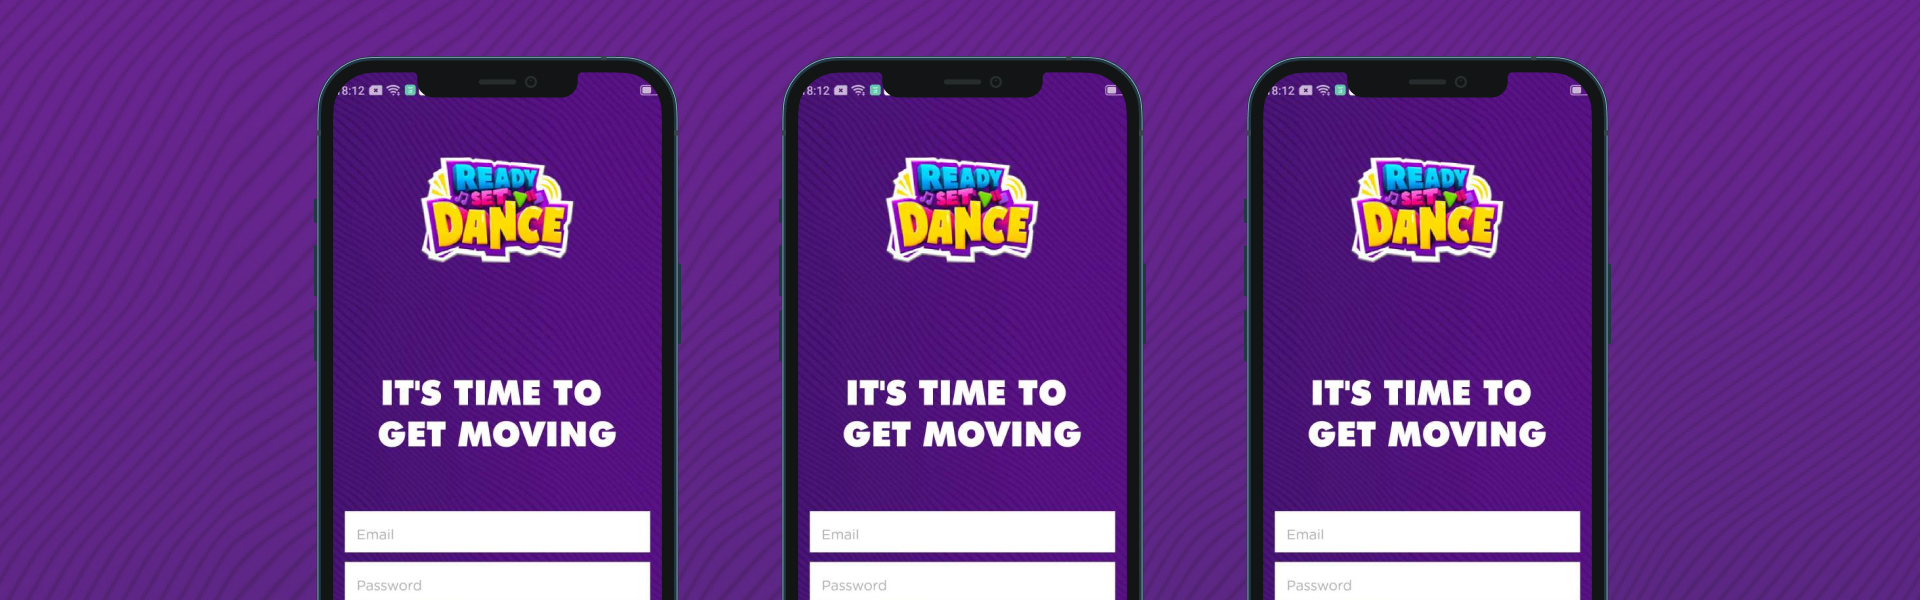 8:12
READY
SET
DANCE
IT'S TIME TO
GET MOVING
Email
Password
8:12
READY
SET
DANCE
IT'S TIME TO
GET MOVING
Email
Password
8:12
READY
SET
DANCE
IT'S TIME TO
GET MOVING
Email
Password